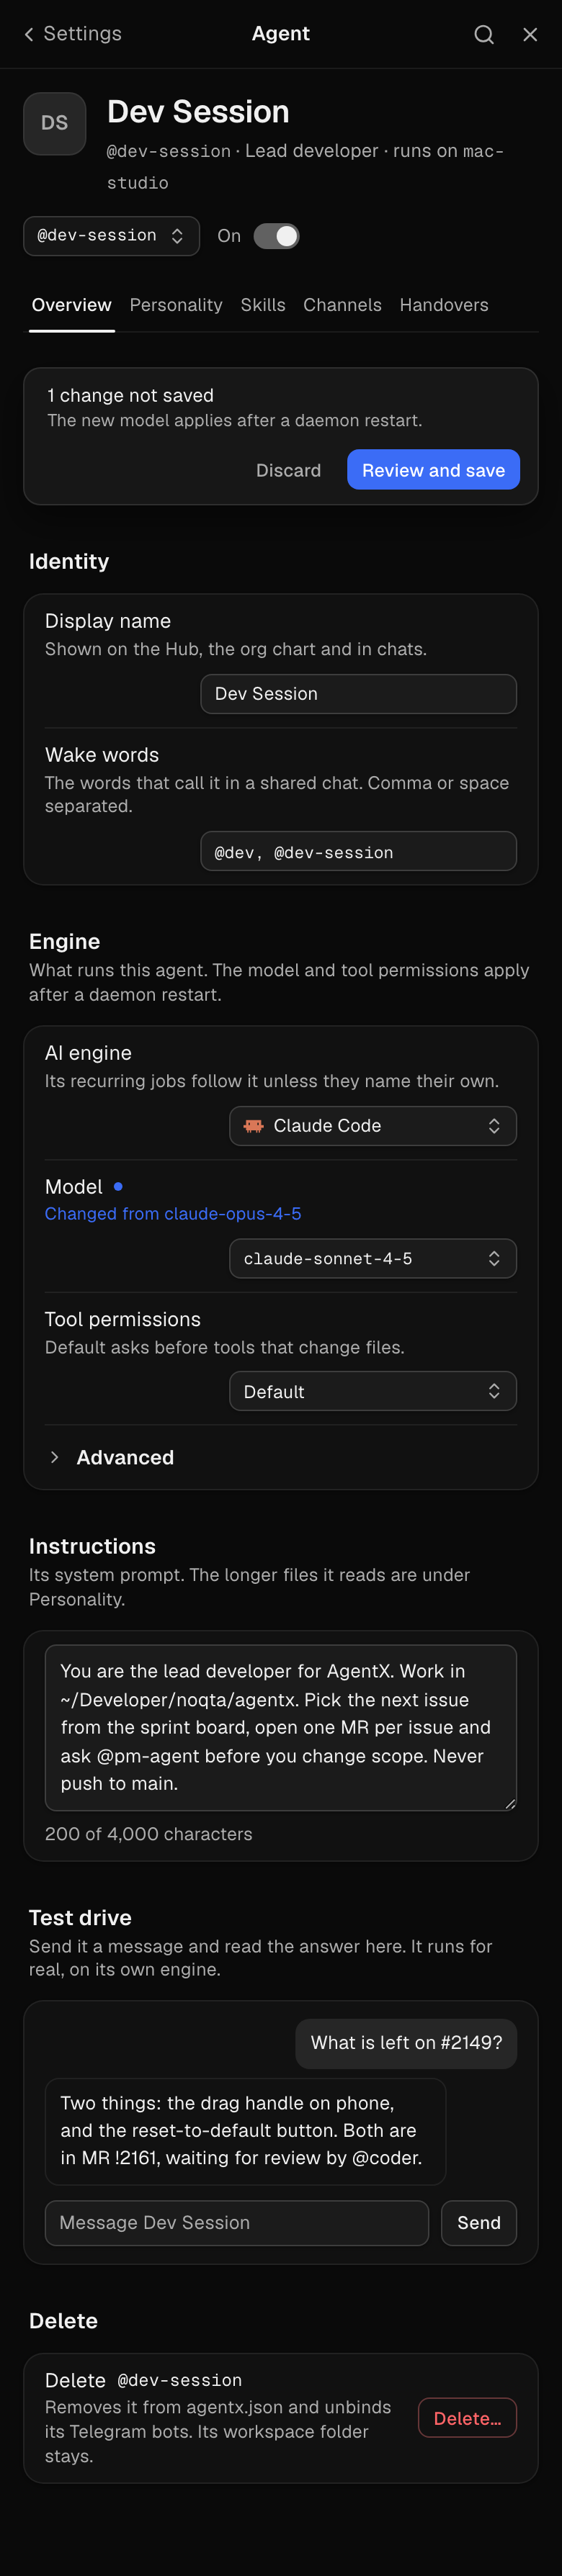 Settings
Agent
DS
Dev Session
@dev-session · Lead developer · runs on mac-
studio
@dev-session
On
Overview Personality Skills Channels Handovers
1 change not saved
The new model applies after a daemon restart.
Discard Review and save
Identity
Display name
Shown on the Hub, the org chart and in chats.
Dev Session
Wake words
The words that call it in a shared chat. Comma or space
separated.
@dev, @dev-session
Engine
What runs this agent. The model and tool permissions apply
after a daemon restart.
AI engine
Its recurring jobs follow it unless they name their own.
Claude Code
Model
Changed from claude-opus-4-5
claude-sonnet-4-5
Tool permissions
Default asks before tools that change files.
Default
Advanced
Instructions
Its system prompt. The longer files it reads are under
Personality.
You are the lead developer for AgentX. Work in
~/Developer/noqta/agentx. Pick the next issue
from the sprint board, open one MR per issue and
ask @pm-agent before you change scope. Never
push to main.
200 of 4,000 characters
Test drive
Send it a message and read the answer here. It runs for
real, on its own engine.
What is left on #2149?
Two things: the drag handle on phone,
and the reset-to-default button. Both are
in MR !2161, waiting for review by @coder.
Message Dev Session
Send
Delete
Delete @dev-session
Removes it from agentx.json and unbinds
its Telegram bots. Its workspace folder
stays.
Delete…